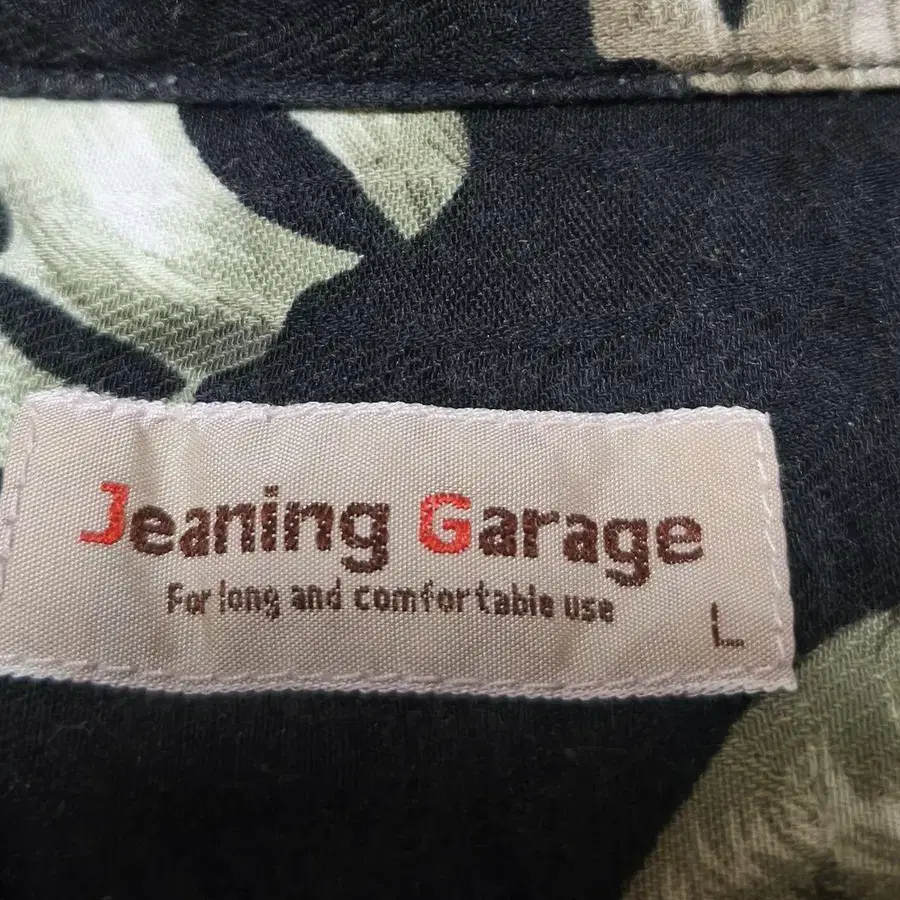 Jeaning Garage
For long and comfortable use
L